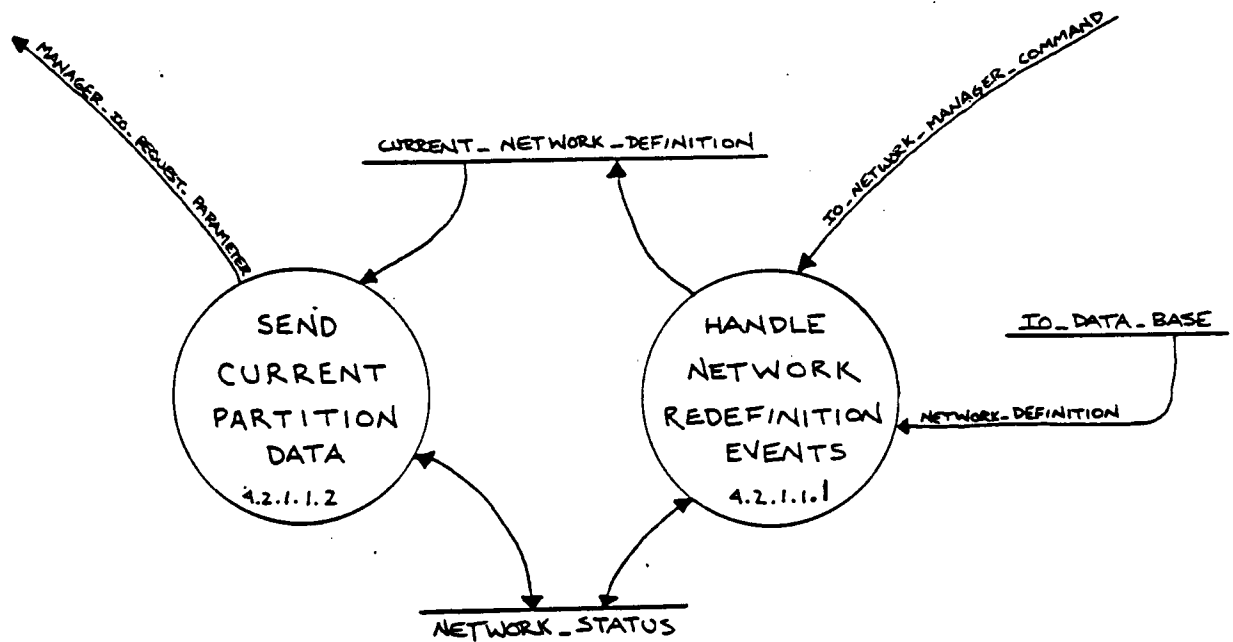 MANAGER_IO_REQUEST_PARAMETER
IO_NETWORK_MANAGER_COMMAND
CURRENT_NETWORK_DEFINITION
SEND
CURRENT
PARTITION
DATA
4.2.1.1.2
HANDLE
NETWORK
REDEFINITION
EVENTS
4.2.1.1.1
IO_DATA_BASE
NETWORK_DEFINITION
NETWORK_STATUS